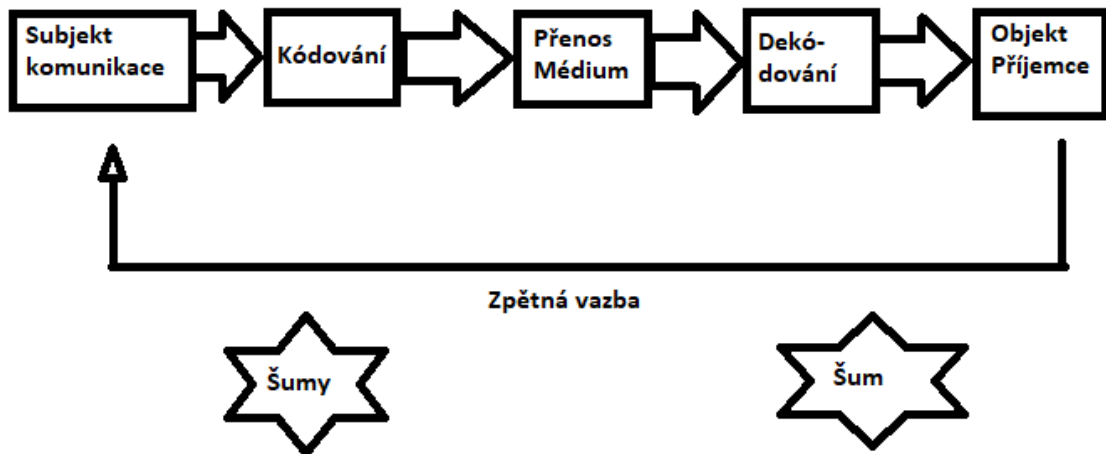 Subjekt
komunikace
Kódování
Přenos
Médium
Dekó-
dování
Objekt
Příjemce
Zpětná vazba
Šumy
Šum